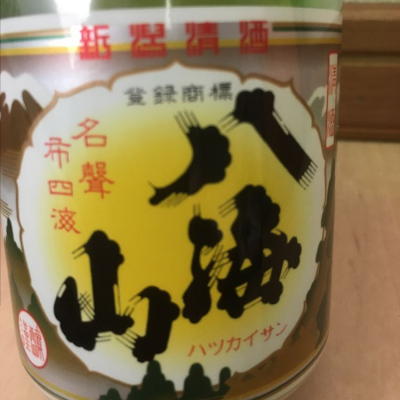 新潟清酒
登録商標
名聲
布四海
八海山
ハツカイサン